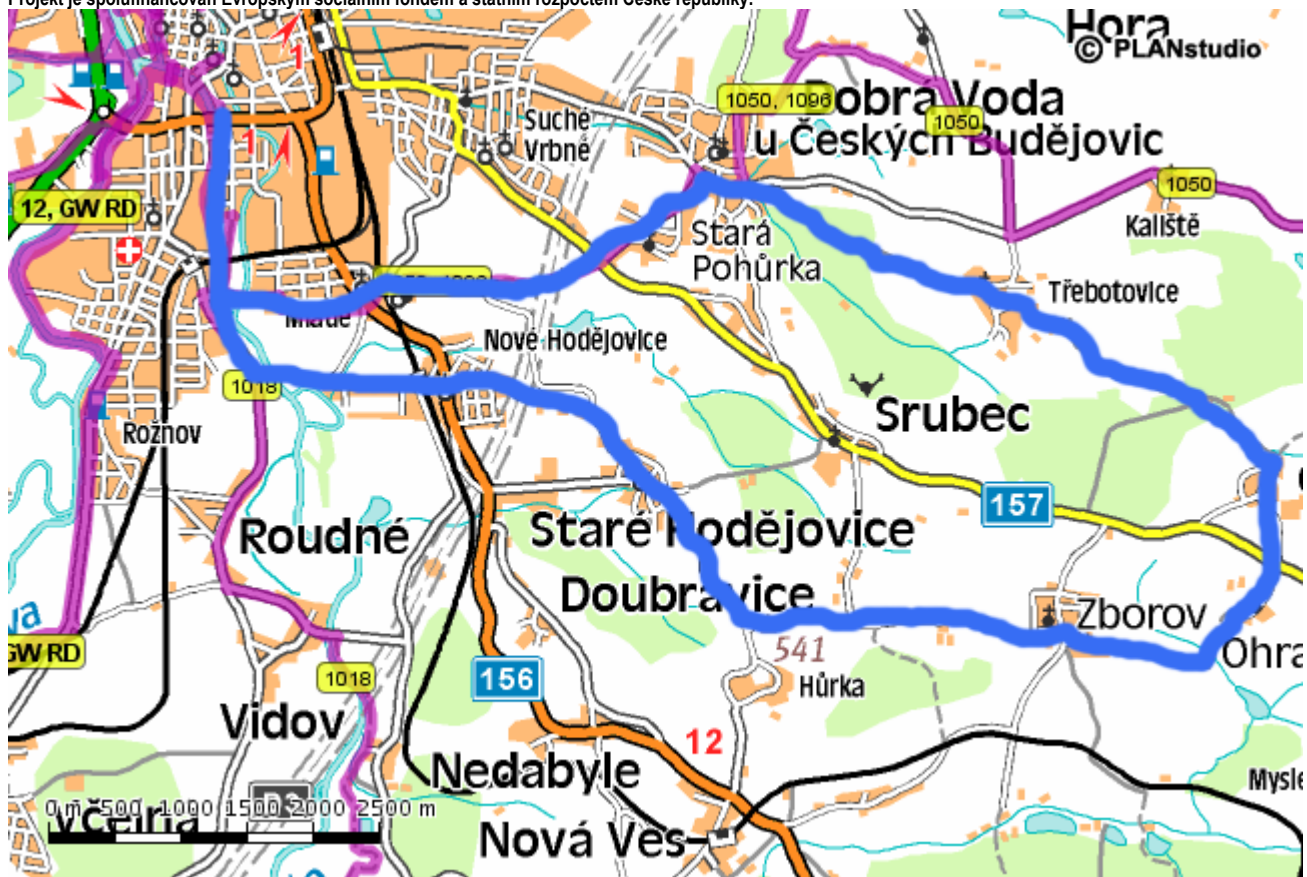 Projekt je spolufinancován Evropským sociálním fondem a státním rozpočtem České republiky.
Hora
© PLANstudio
1
1050, 1096
Dobrá Voda
u Českých Budějovic
1050
Suché
Vrbné
1
1050
12, GW RD
Kaliště
Stará
Pohůrka
Třebotovice
Mladé
Nové Hodějovice
1018
Rožnov
Srubec
157
Roudné
Staré Hodějovice
Doubravice
Zborov
541
Ohra
GW RD
1018
156
Hůrka
Vidov
12
Nedabyle
Mysle
0 m 500 1000 1500 2000 2500 m
Včelná
Nová Ves